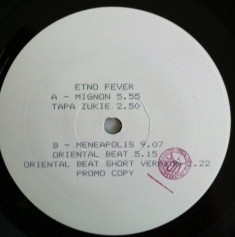 ETNO FEVER
A - MIGNON 5.55
TAPA ZUKIE 2.50
B - MENEAPOLIS 9.07
ORIENTAL BEAT 5.15
ORIENTAL BEAT SHORT VERSION 2.22
PROMO COPY